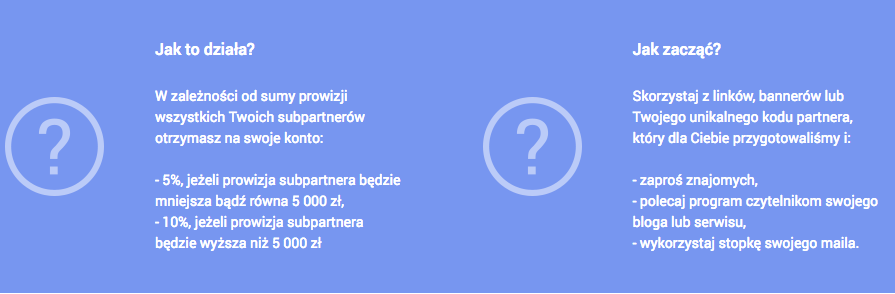 Jak to działa?
W zależności od sumy prowizji
wszystkich Twoich subpartnerów
otrzymasz na swoje konto:
- 5%, jeżeli prowizja subpartnera będzie
mniejsza bądź równa 5 000 zł,
- 10%, jeżeli prowizja subpartnera
będzie wyższa niż 5 000 zł
Jak zacząć?
Skorzystaj z linków, bannerów lub
Twojego unikalnego kodu partnera,
który dla Ciebie przygotowaliśmy i:
- zaproś znajomych,
- polecaj program czytelnikom swojego
bloga lub serwisu,
- wykorzystaj stopkę swojego maila.